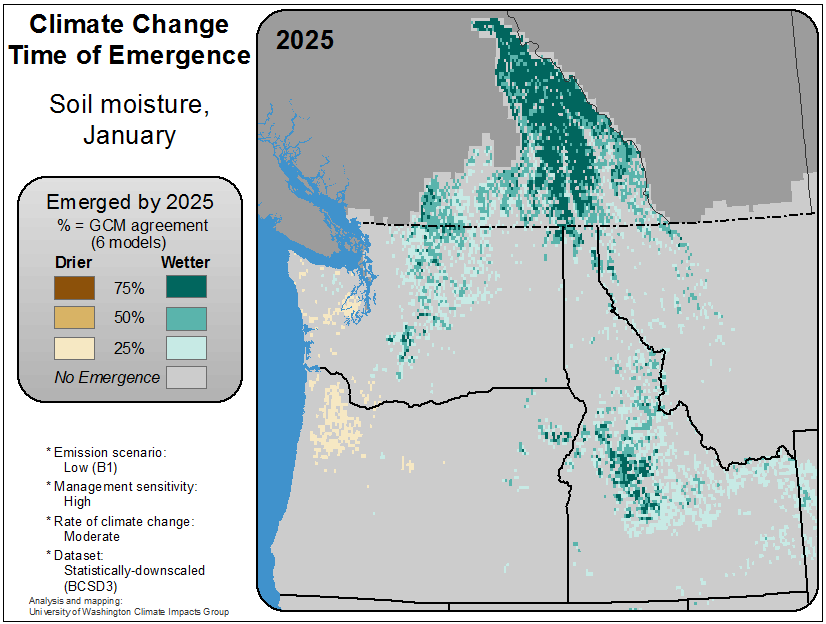 Climate Change
Time of Emergence
Soil moisture,
January
Emerged by 2025
% = GCM agreement
(6 models)
Drier Wetter
75%
50%
25%
No Emergence
* Emission scenario:
Low (B1)
* Management sensitivity:
High
* Rate of climate change:
Moderate
* Dataset:
Statistically-downscaled
(BCSD3)
Analysis and mapping:
University of Washington Climate Impacts Group
2025